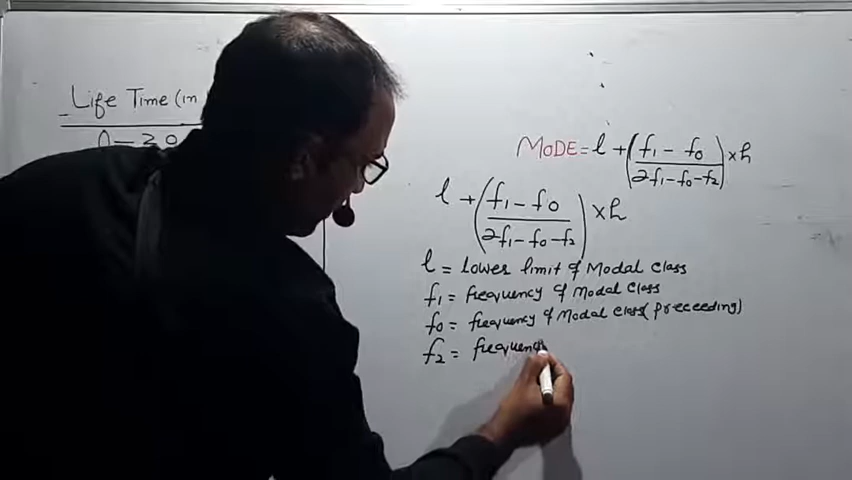 Life Time (in
0-20
MODE = l + (f1 - f0 / 2f1 - f0 - f2) × h
l + (f1 - f0 / 2f1 - f0 - f2) × h
l = lower limit of Modal class
f1 = frequency of Modal Class
f0 = frequency of Modal class (preceeding)
f2 = frequency